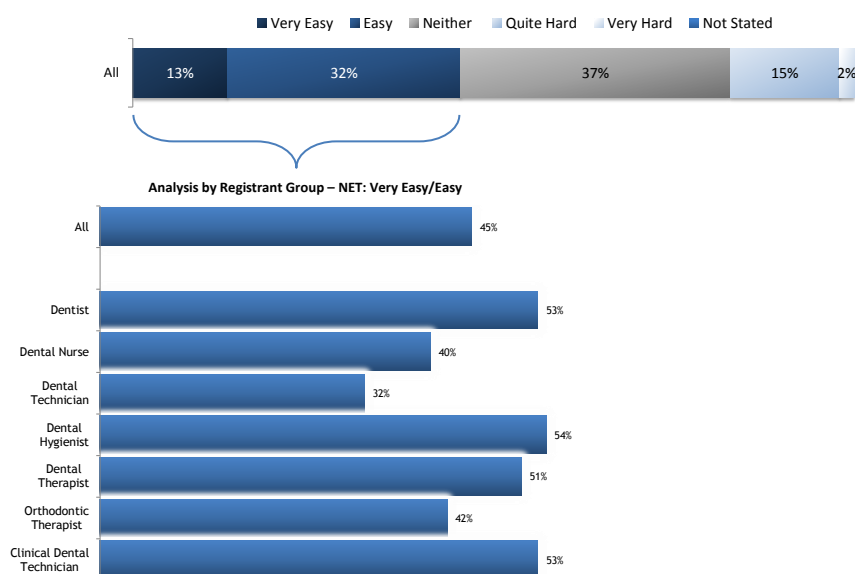 Very Easy Easy Neither Quite Hard Very Hard Not Stated
All 13% 32% 37% 15% 2%
Analysis by Registrant Group – NET: Very Easy/Easy
All 45%
Dentist 53%
Dental Nurse 40%
Dental
Technician 32%
Dental
Hygienist 54%
Dental
Therapist 51%
Orthodontic
Therapist 42%
Clinical Dental
Technician 53%